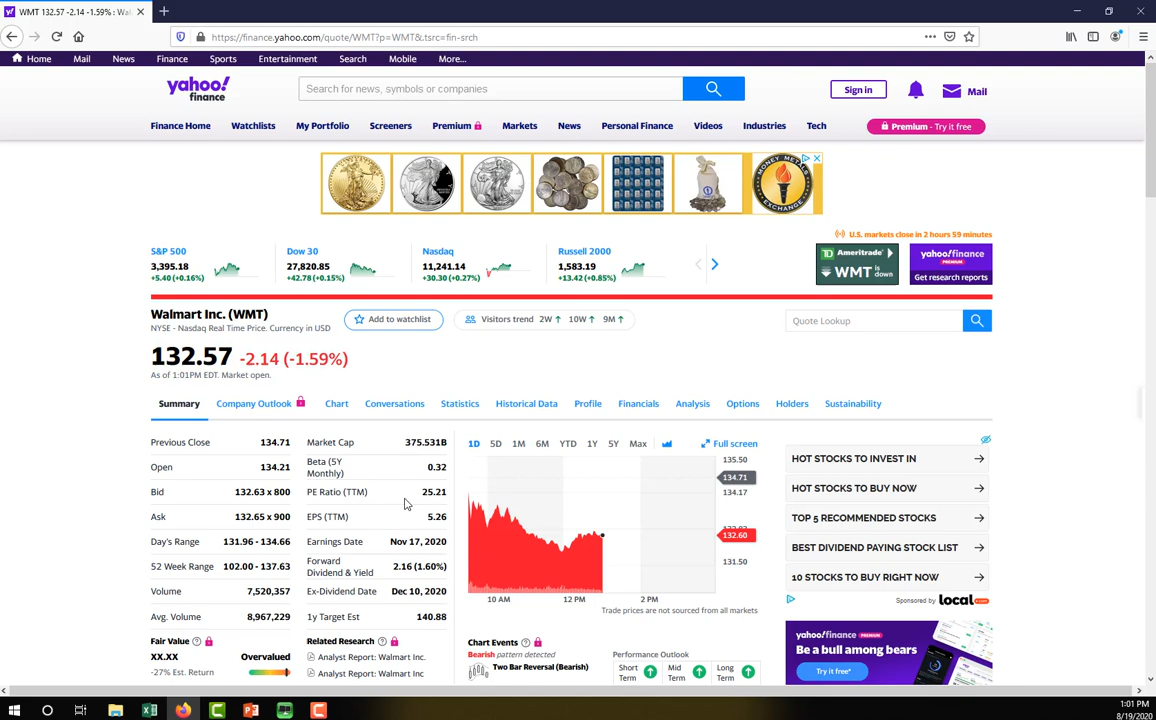 WMT 132.57 -2.14 -1.59% : Wal
https://finance.yahoo.com/quote/WMT?p=WMT&.tsrc=fin-srch
Home Mail News Finance Sports Entertainment Search Mobile More...
yahoo!
finance
Search for news, symbols or companies
Sign in
Mail
Finance Home Watchlists My Portfolio Screeners Premium Markets News Personal Finance Videos Industries Tech
Premium - Try it free
MONEY METALS EXCHANGE
U.S. markets close in 2 hours 59 minutes
S&P 500
3,395.18
+5.40 (+0.16%)
Dow 30
27,820.85
+42.78 (+0.15%)
Nasdaq
11,241.14
+30.30 (+0.27%)
Russell 2000
1,583.19
+13.42 (+0.85%)
Ameritrade
WMT is down
yahoo!
finance
PREMIUM
Get research reports
Walmart Inc. (WMT)
NYSE - Nasdaq Real Time Price. Currency in USD
Add to watchlist
Visitors trend 2W 10W 9M
Quote Lookup
132.57 -2.14 (-1.59%)
As of 1:01PM EDT. Market open.
Summary Company Outlook Chart Conversations Statistics Historical Data Profile Financials Analysis Options Holders Sustainability
Previous Close 134.71
Open 134.21
Bid 132.63 x 800
Ask 132.65 x 900
Day's Range 131.96 - 134.66
52 Week Range 102.00 - 137.63
Volume 7,520,357
Avg. Volume 8,967,229
Market Cap 375.531B
Beta (5Y
Monthly) 0.32
PE Ratio (TTM) 25.21
EPS (TTM) 5.26
Earnings Date Nov 17, 2020
Forward
Dividend & Yield 2.16 (1.60%)
Ex-Dividend Date Dec 10, 2020
1y Target Est 140.88
Fair Value
XX.XX Overvalued
-27% Est. Return
Related Research
Analyst Report: Walmart Inc.
Analyst Report: Walmart Inc
1D 5D 1M 6M YTD 1Y 5Y Max
Full screen
135.50
134.71
134.17
132.60
131.50
10 AM 12 PM 2 PM
Trade prices are not sourced from all markets
Chart Events
Bearish pattern detected
Two Bar Reversal (Bearish)
Performance Outlook
Short
Term
Mid
Term
Long
Term
HOT STOCKS TO INVEST IN
HOT STOCKS TO BUY NOW
TOP 5 RECOMMENDED STOCKS
BEST DIVIDEND PAYING STOCK LIST
10 STOCKS TO BUY RIGHT NOW
Sponsored by local
yahoo!finance PREMIUM
Be a bull among bears
Try it free*
1:01 PM
8/19/2020